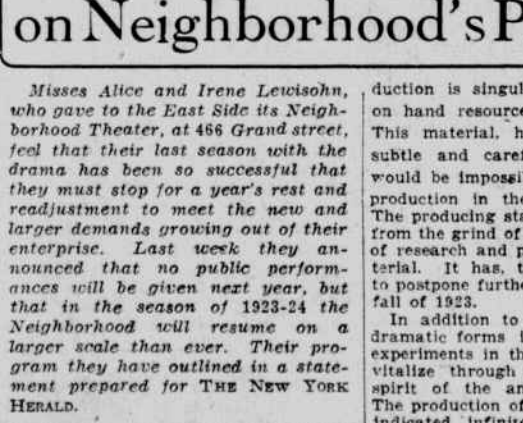 on Neighborhood's P
Misses Alice and Irene Lewisohn,
who gave to the East Side its Neigh-
borhood Theater, at 466 Grand street,
feel that their last season with the
drama has been so successful that
they must stop for a year's rest and
readjustment to meet the new and
larger demands growing out of their
enterprise. Last week they an-
nounced that no public perform-
ances will be given next year, but
that in the season of 1923-24 the
Neighborhood will resume on a
larger scale than ever. Their pro-
gram they have outlined in a state-
ment prepared for THE NEW YORK
HERALD.
duction is singul
on hand resource
This material, h
subtle and caref
would be impossi
production in the
The producing sta
from the grind of
of research and p
terial. It has, t
to postpone furthe
fall of 1923.
In addition to
dramatic forms i
experiments in th
vitalize through
spirit of the ar
The production of
indicated infinite